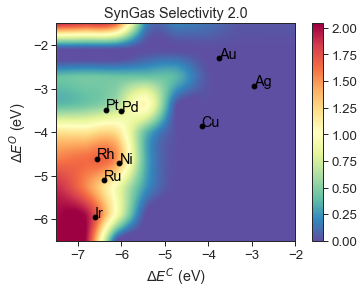 SynGas Selectivity 2.0
ΔE^O (eV)
−2
−3
−4
−5
−6
Au
Ag
Pt
Pd
Cu
Rh
Ni
Ru
Ir
−7
−6
−5
−4
−3
−2
ΔE^C (eV)
2.00
1.75
1.50
1.25
1.00
0.75
0.50
0.25
0.00